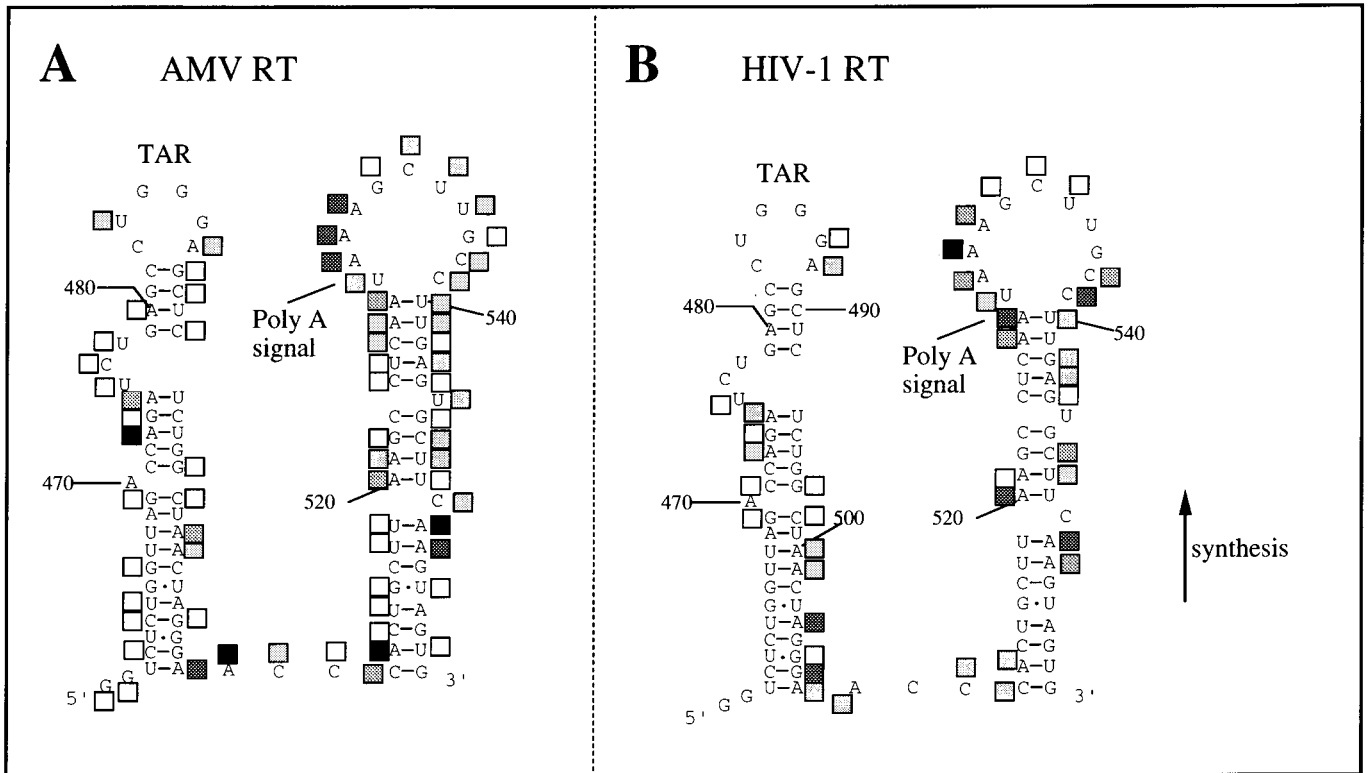 A AMV RT
TAR
G G
U G
C A
C–G
480
G–C
A–U
G–C
U
C
U
A–U
G–C
A–U
C–G
C–G
470
A
G–C
A–U
U–A
U–A
G–C
G·U
U–A
C–G
U·G
C–G
U–A
5' G G
A C C
C
G U
A U
A G
A C
U C
Poly A signal
A–U
540
A–U
C–G
U–A
C–G
U
C–G
G–C
A–U
520
A–U
C
U–A
U–A
C–G
G·U
U–A
C–G
A–U
C–G 3'
B HIV-1 RT
TAR
G G
U G
C A
C–G
480
G–C
490
A–U
G–C
U
C
U
A–U
G–C
A–U
C–G
C–G
470
A
G–C
500
A–U
U–A
U–A
G–C
G·U
U–A
C–G
U·G
C–G
U–A
5' G G
A C C
C
G U
A U
A G
A C
U C
Poly A signal
A–U
540
A–U
C–G
U–A
C–G
U
C–G
G–C
A–U
520
A–U
C
U–A
U–A
C–G
G·U
U–A
C–G
A–U
C–G 3'
synthesis